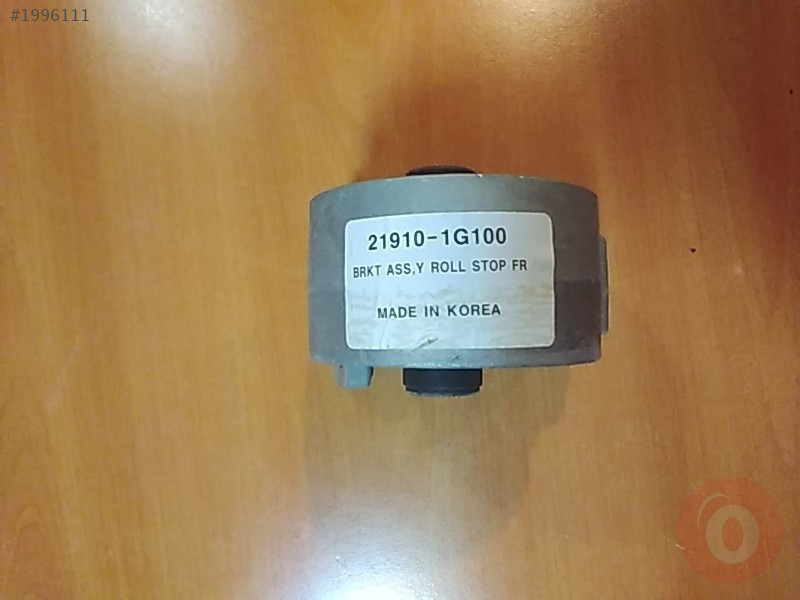 #1996111
21910-1G100
BRKT ASS,Y ROLL STOP FR
MADE IN KOREA
O